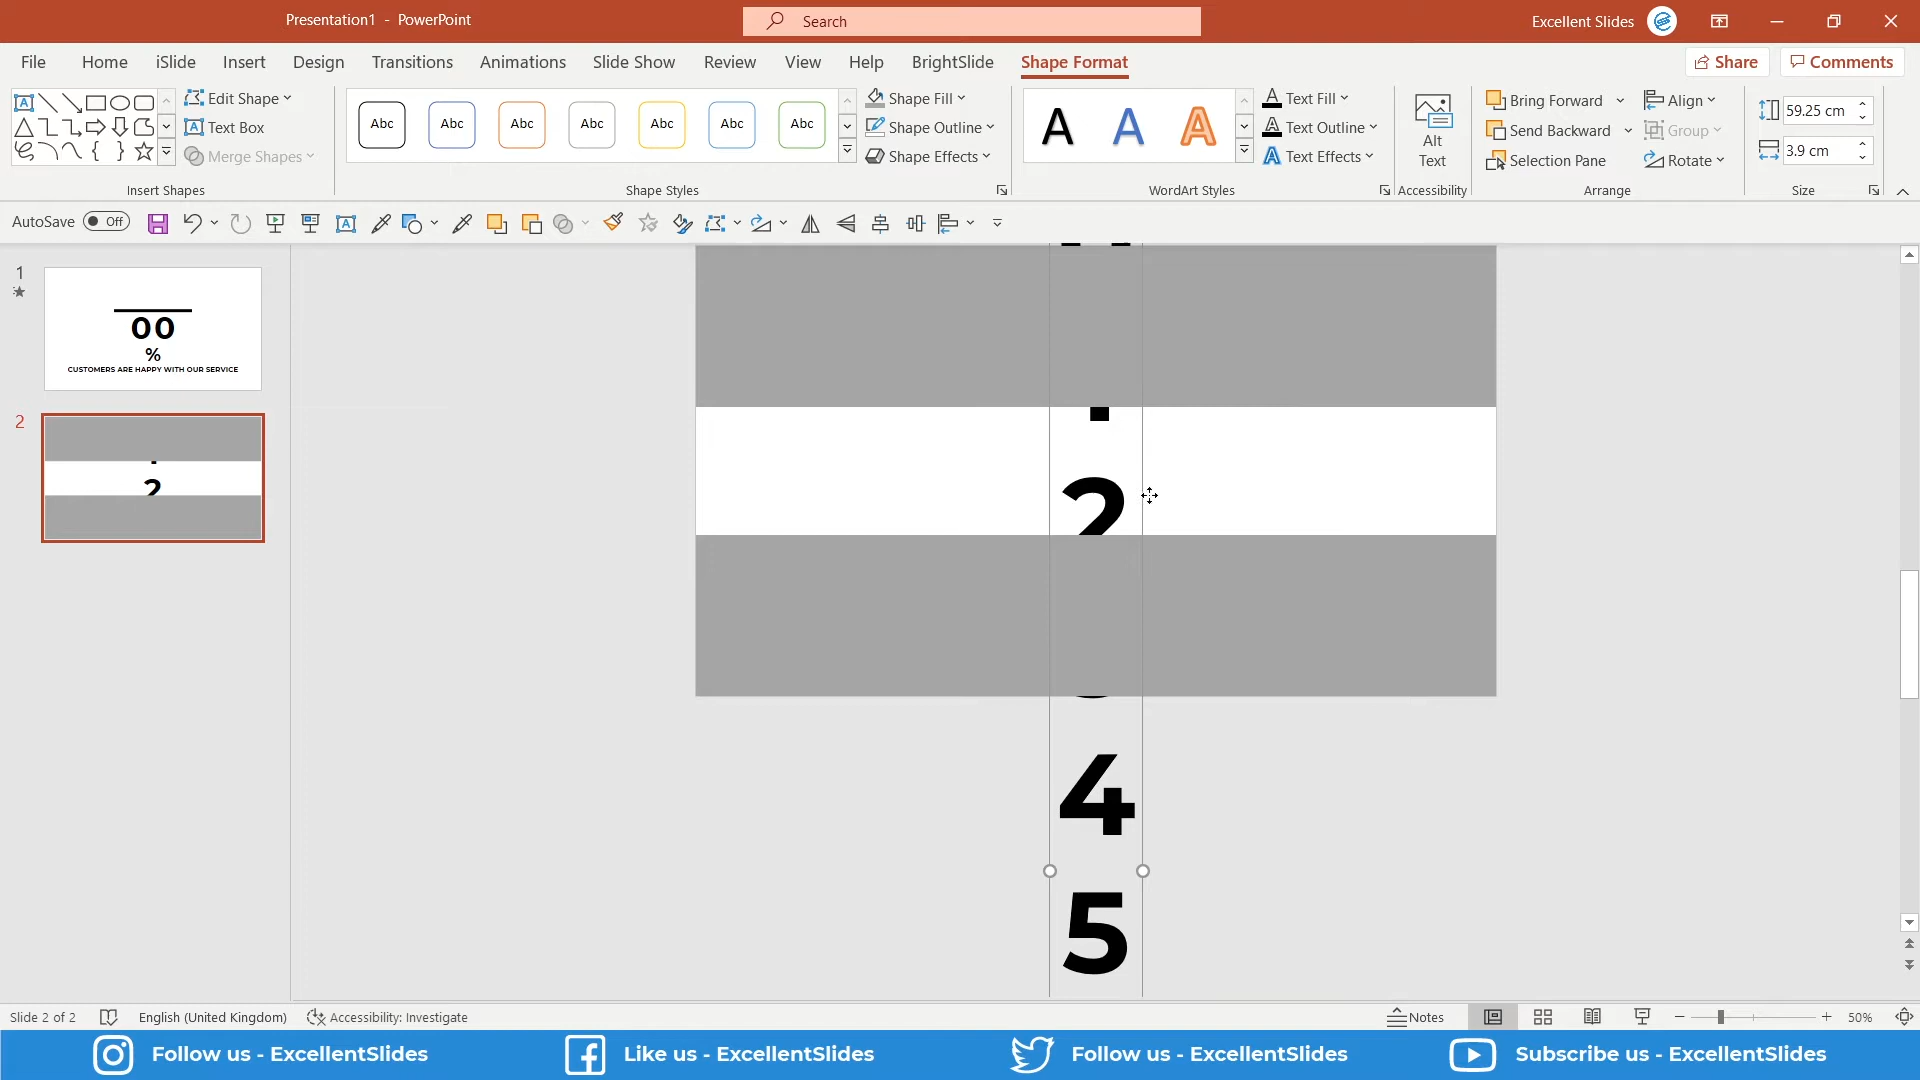 Presentation1 - PowerPoint
Search
Excellent Slides
File Home iSlide Insert Design Transitions Animations Slide Show Review View Help BrightSlide Shape Format
Share Comments
Edit Shape
Text Box
Merge Shapes
Insert Shapes
Abc Abc Abc Abc Abc Abc Abc
Shape Fill
Shape Outline
Shape Effects
Shape Styles
A A A
Text Fill
Text Outline
Text Effects
WordArt Styles
Alt
Text
Accessibility
Bring Forward
Send Backward
Selection Pane
Align
Group
Rotate
Arrange
59.25 cm
3.9 cm
Size
AutoSave Off
1
00
%
CUSTOMERS ARE HAPPY WITH OUR SERVICE
2
2
2
4
5
Slide 2 of 2 English (United Kingdom) Accessibility: Investigate
Notes 50%
Follow us - ExcellentSlides Like us - ExcellentSlides Follow us - ExcellentSlides Subscribe us - ExcellentSlides